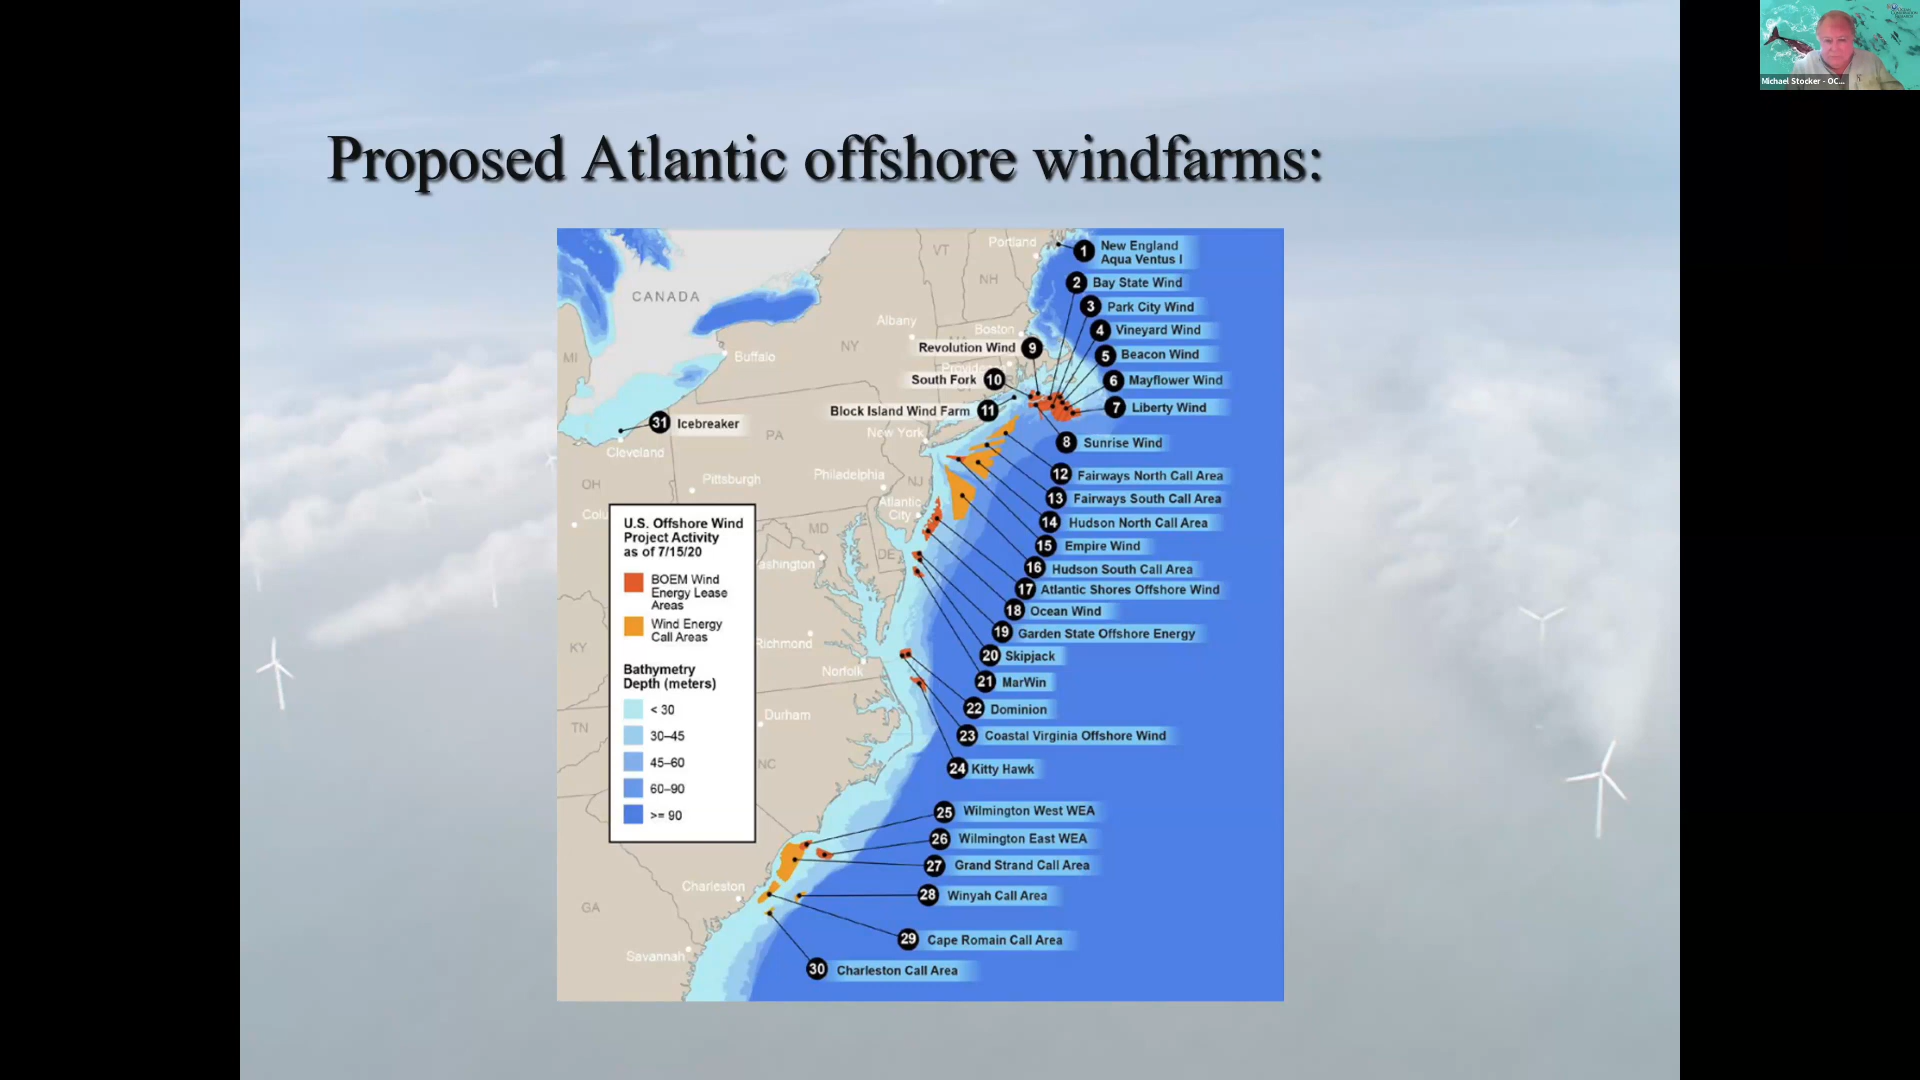 Proposed Atlantic offshore windfarms:
Michael Stocker - OC...
Portland
VT
NH
CANADA
Albany
Boston
NY
MI
Buffalo
PA
New York
Cleveland
OH
Pittsburgh
Philadelphia
NJ
Atlantic
City
MD
DE
Richmond
KY
Norfolk
Durham
TN
NC
Charleston
GA
Savannah
1 New England
Aqua Ventus I
2 Bay State Wind
3 Park City Wind
4 Vineyard Wind
5 Beacon Wind
6 Mayflower Wind
7 Liberty Wind
8 Sunrise Wind
Revolution Wind 9
South Fork 10
Block Island Wind Farm 11
12 Fairways North Call Area
13 Fairways South Call Area
14 Hudson North Call Area
15 Empire Wind
16 Hudson South Call Area
17 Atlantic Shores Offshore Wind
18 Ocean Wind
19 Garden State Offshore Energy
20 Skipjack
21 MarWin
22 Dominion
23 Coastal Virginia Offshore Wind
24 Kitty Hawk
25 Wilmington West WEA
26 Wilmington East WEA
27 Grand Strand Call Area
28 Winyah Call Area
29 Cape Romain Call Area
30 Charleston Call Area
31 Icebreaker
U.S. Offshore Wind
Project Activity
as of 7/15/20
BOEM Wind
Energy Lease
Areas
Wind Energy
Call Areas
Bathymetry
Depth (meters)
< 30
30–45
45–60
60–90
>= 90